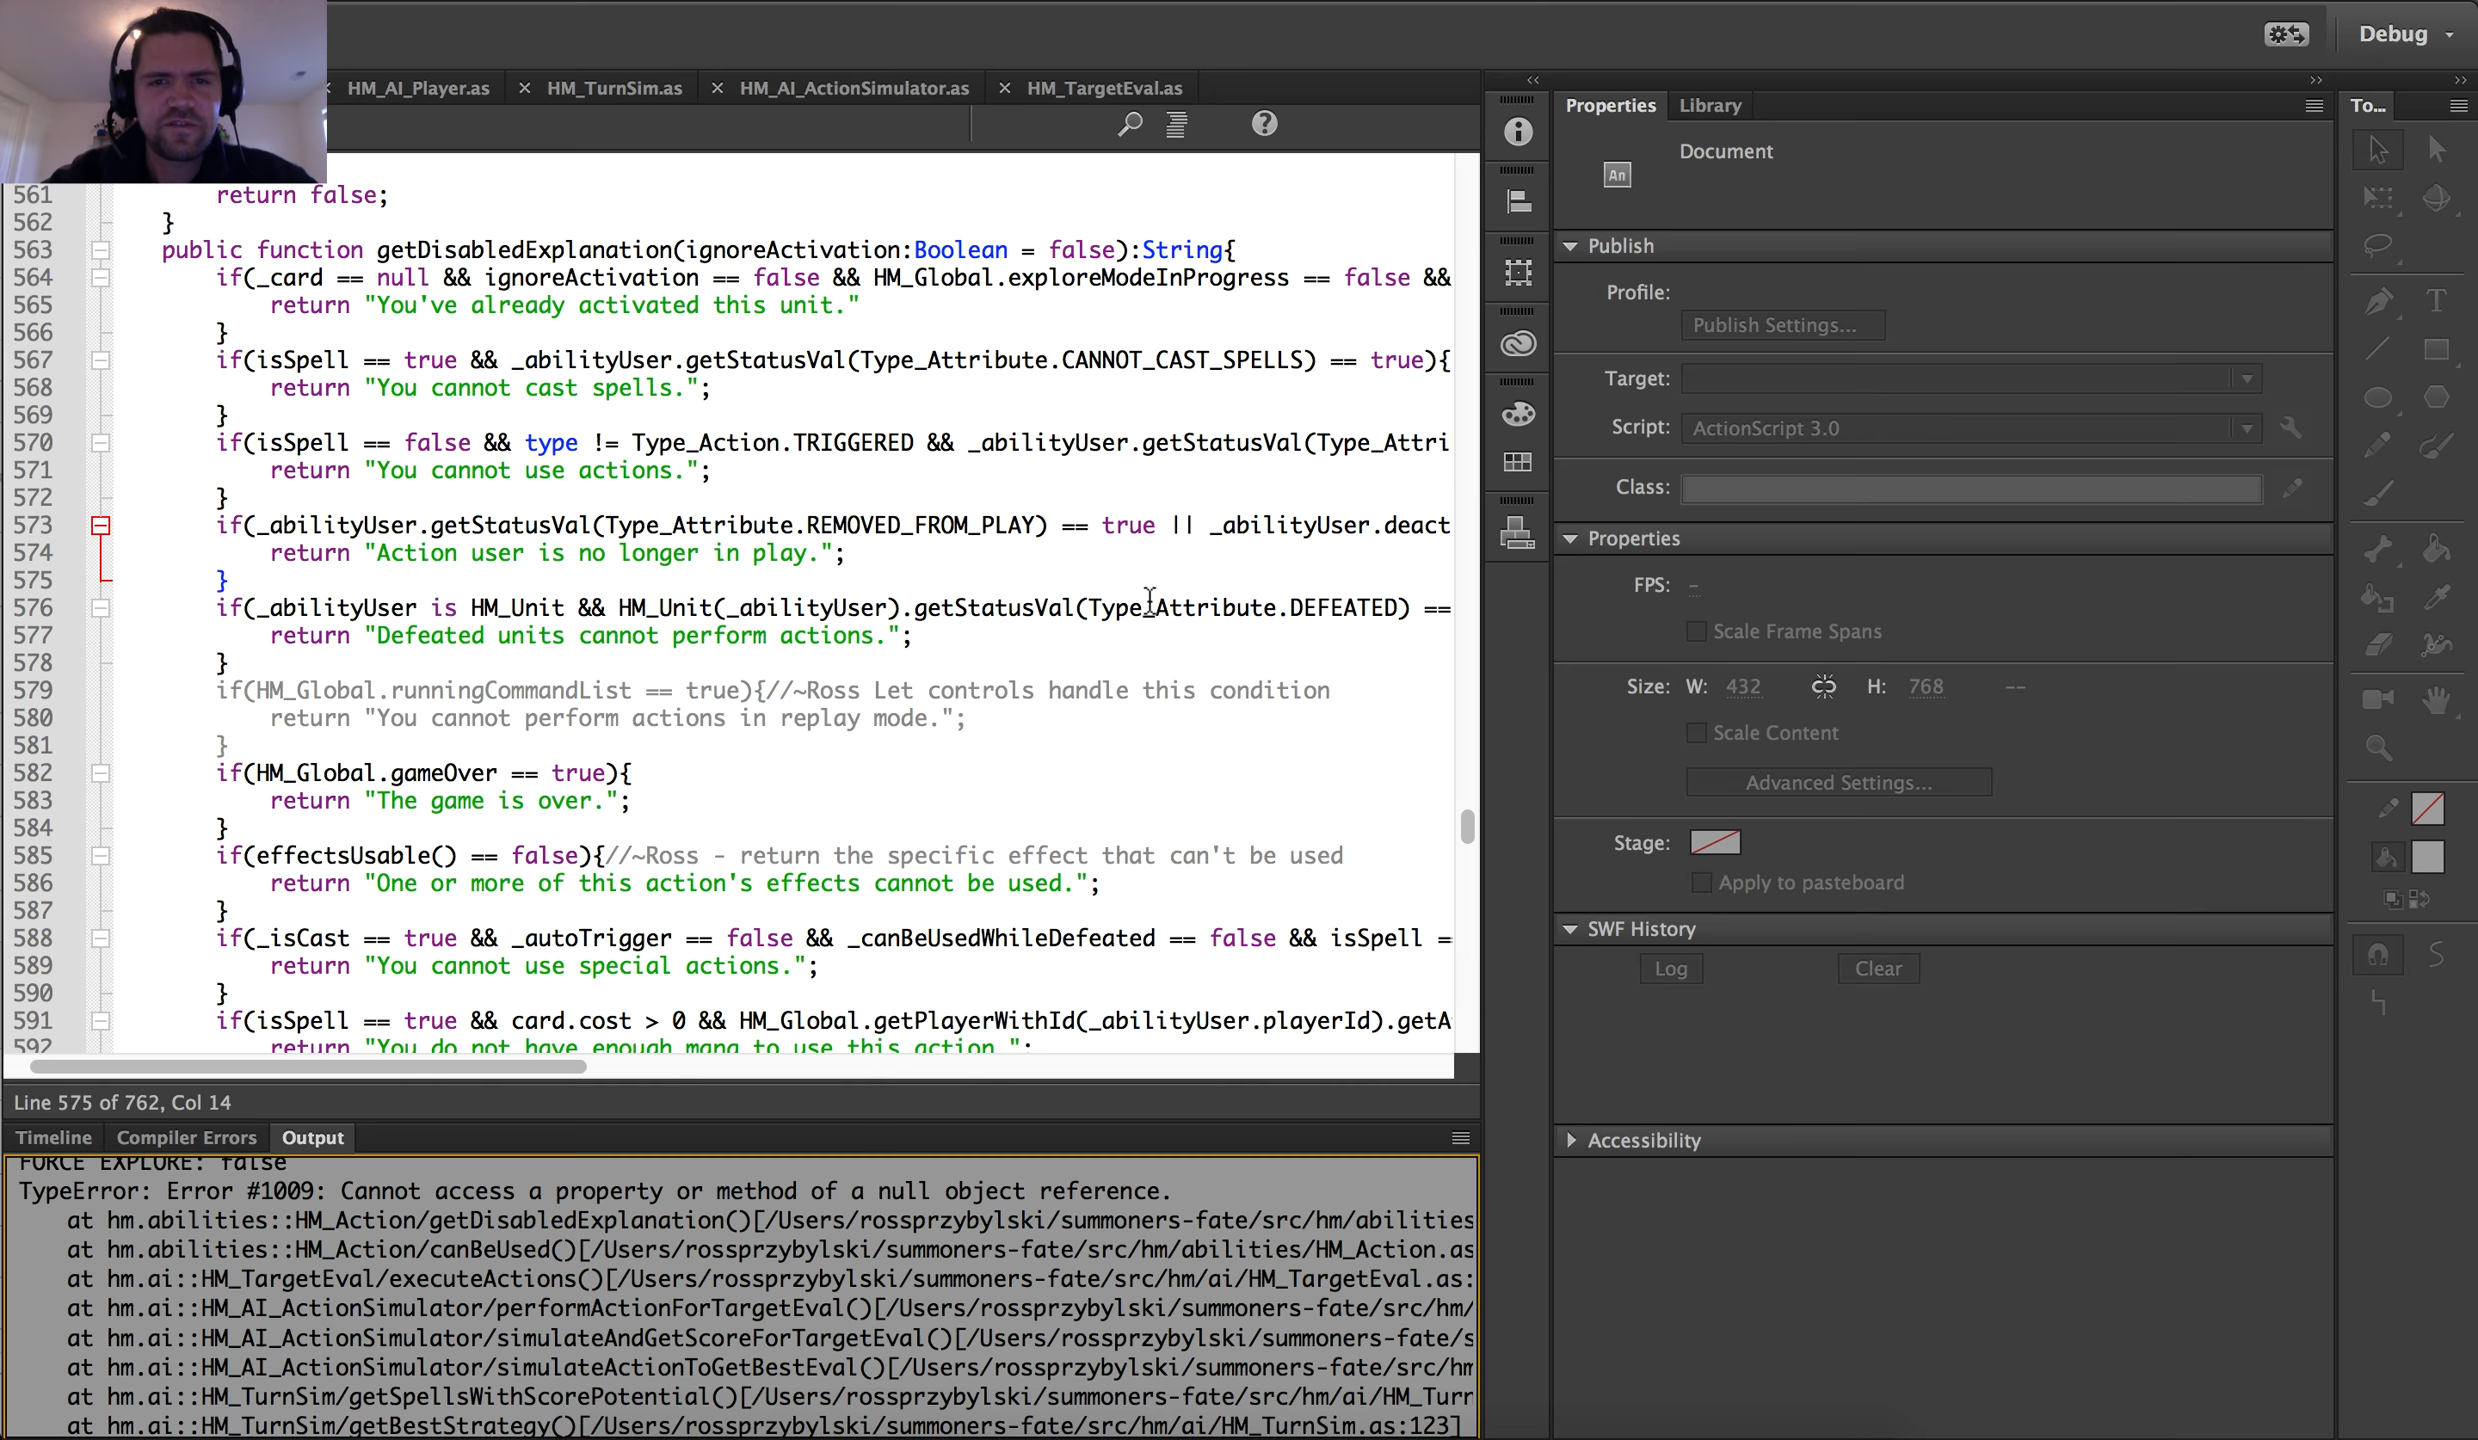 Debug
HM_AI_Player.as
HM_TurnSim.as
HM_AI_ActionSimulator.as
HM_TargetEval.as
561 return false;
562 }
563 public function getDisabledExplanation(ignoreActivation:Boolean = false):String{
564 if(_card == null && ignoreActivation == false && HM_Global.exploreModeInProgress == false &&
565 return "You've already activated this unit."
566 }
567 if(isSpell == true && _abilityUser.getStatusVal(Type_Attribute.CANNOT_CAST_SPELLS) == true){
568 return "You cannot cast spells.";
569 }
570 if(isSpell == false && type != Type_Action.TRIGGERED && _abilityUser.getStatusVal(Type_Attri
571 return "You cannot use actions.";
572 }
573 if(_abilityUser.getStatusVal(Type_Attribute.REMOVED_FROM_PLAY) == true || _abilityUser.deact
574 return "Action user is no longer in play.";
575 }
576 if(_abilityUser is HM_Unit && HM_Unit(_abilityUser).getStatusVal(Type_Attribute.DEFEATED) ==
577 return "Defeated units cannot perform actions.";
578 }
579 if(HM_Global.runningCommandList == true){//~Ross Let controls handle this condition
580 return "You cannot perform actions in replay mode.";
581 }
582 if(HM_Global.gameOver == true){
583 return "The game is over.";
584 }
585 if(effectsUsable() == false){//~Ross - return the specific effect that can't be used
586 return "One or more of this action's effects cannot be used.";
587 }
588 if(_isCast == true && _autoTrigger == false && _canBeUsedWhileDefeated == false && isSpell =
589 return "You cannot use special actions.";
590 }
591 if(isSpell == true && card.cost > 0 && HM_Global.getPlayerWithId(_abilityUser.playerId).getA
592 return "You do not have enough mana to use this action.";
Line 575 of 762, Col 14
Timeline
Compiler Errors
Output
FORCE EXPLORE: false
TypeError: Error #1009: Cannot access a property or method of a null object reference.
at hm.abilities::HM_Action/getDisabledExplanation()[/Users/rossprzybylski/summoners-fate/src/hm/abilities
at hm.abilities::HM_Action/canBeUsed()[/Users/rossprzybylski/summoners-fate/src/hm/abilities/HM_Action.as
at hm.ai::HM_TargetEval/executeActions()[/Users/rossprzybylski/summoners-fate/src/hm/ai/HM_TargetEval.as:
at hm.ai::HM_AI_ActionSimulator/performActionForTargetEval()[/Users/rossprzybylski/summoners-fate/src/hm/
at hm.ai::HM_AI_ActionSimulator/simulateAndGetScoreForTargetEval()[/Users/rossprzybylski/summoners-fate/s
at hm.ai::HM_AI_ActionSimulator/simulateActionToGetBestEval()[/Users/rossprzybylski/summoners-fate/src/hm
at hm.ai::HM_TurnSim/getSpellsWithScorePotential()[/Users/rossprzybylski/summoners-fate/src/hm/ai/HM_Turn
at hm.ai::HM_TurnSim/getBestStrategy()[/Users/rossprzybylski/summoners-fate/src/hm/ai/HM_TurnSim.as:123]
Properties
Library
To...
An
Document
Publish
Profile:
Publish Settings...
Target:
Script: ActionScript 3.0
Class:
Properties
FPS: –
Scale Frame Spans
Size: W: 432 H: 768 --
Scale Content
Advanced Settings...
Stage:
Apply to pasteboard
SWF History
Log
Clear
Accessibility